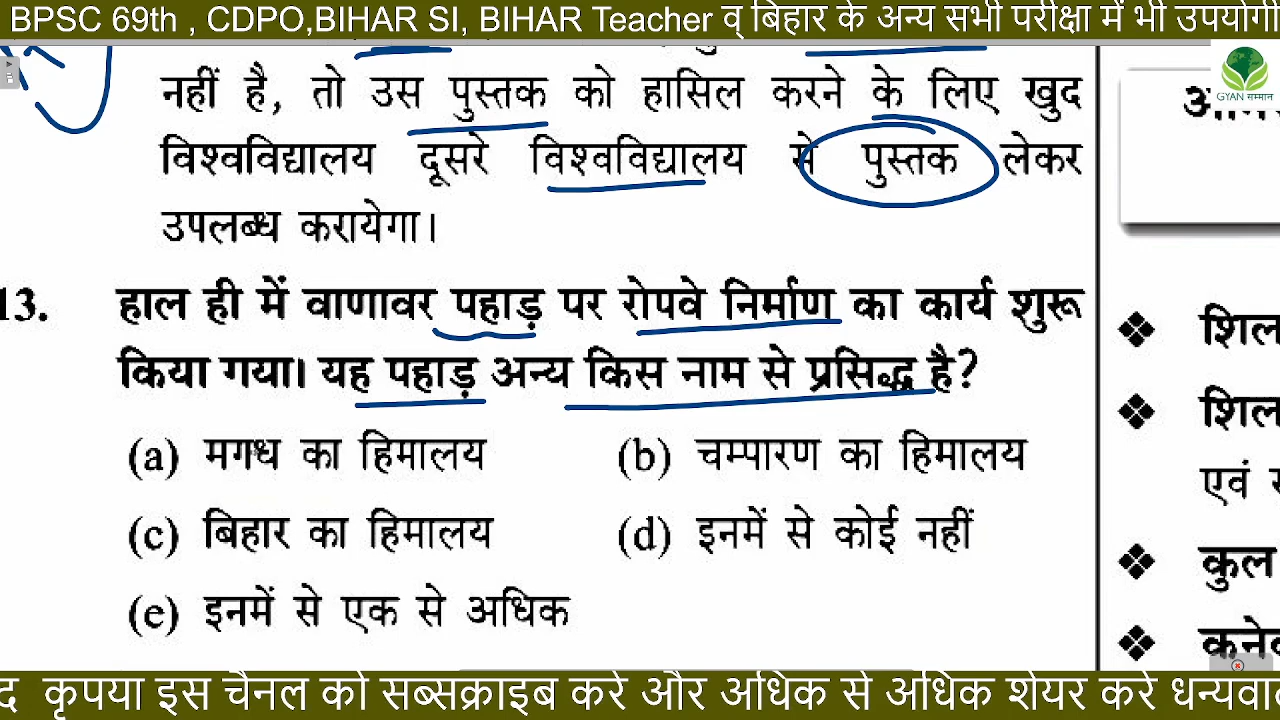 BPSC 69th , CDPO,BIHAR SI, BIHAR Teacher व् बिहार के अन्य सभी परीक्षा में भी उपयोगी
GYAN सम्मान
नहीं है, तो उस पुस्तक को हासिल करने के लिए खुद
विश्वविद्यालय दूसरे विश्वविद्यालय से पुस्तक लेकर
उपलब्ध करायेगा।
13. हाल ही में वाणावर पहाड़ पर रोपवे निर्माण का कार्य शुरू
किया गया। यह पहाड़ अन्य किस नाम से प्रसिद्ध है?
(a) मगध का हिमालय (b) चम्पारण का हिमालय
(c) बिहार का हिमालय (d) इनमें से कोई नहीं
(e) इनमें से एक से अधिक
❖ शिल
❖ शिल
एवं
❖ कुल
❖
द कृपया इस चैनल को सब्सक्राइब करे और अधिक से अधिक शेयर करे धन्यवाद